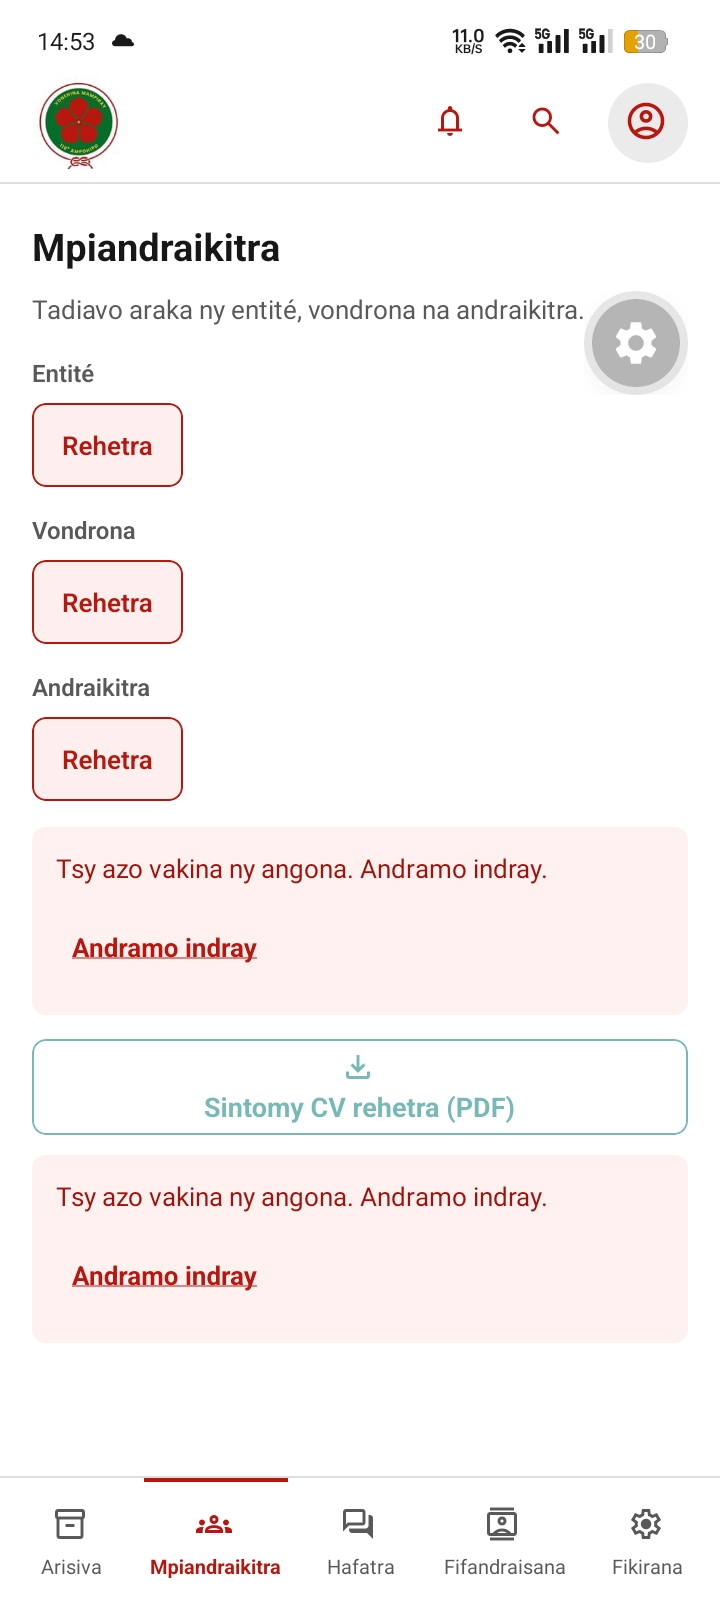 14:53
11.0
KB/S
5G
5G
30
Mpiandraikitra
Tadiavo araka ny entité, vondrona na andraikitra.
Entité
Rehetra
Vondrona
Rehetra
Andraikitra
Rehetra
Tsy azo vakina ny angona. Andramo indray.
Andramo indray
Sintomy CV rehetra (PDF)
Tsy azo vakina ny angona. Andramo indray.
Andramo indray
Arisiva
Mpiandraikitra
Hafatra
Fifandraisana
Fikirana